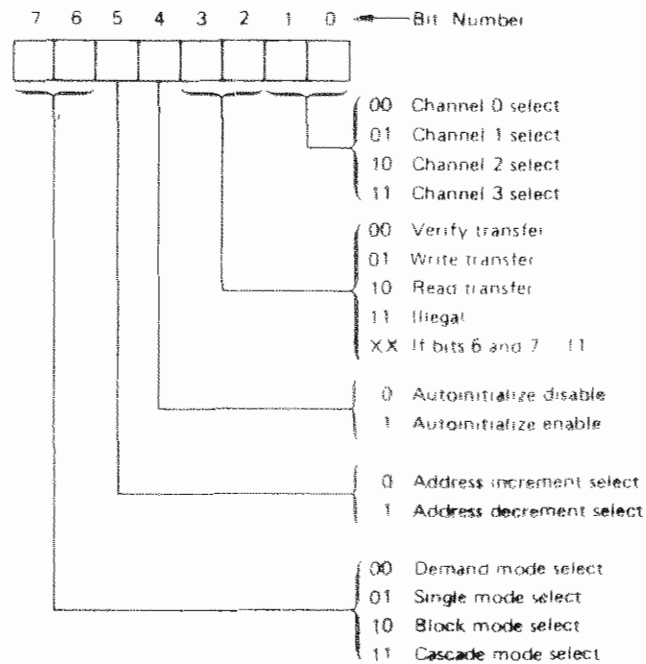 7 6 5 4 3 2 1 0 Bit Number
00 Channel 0 select
01 Channel 1 select
10 Channel 2 select
11 Channel 3 select
00 Verify transfer
01 Write transfer
10 Read transfer
11 Illegal
XX If bits 6 and 7 11
0 Autoinitialize disable
1 Autoinitialize enable
0 Address increment select
1 Address decrement select
00 Demand mode select
01 Single mode select
10 Block mode select
11 Cascade mode select